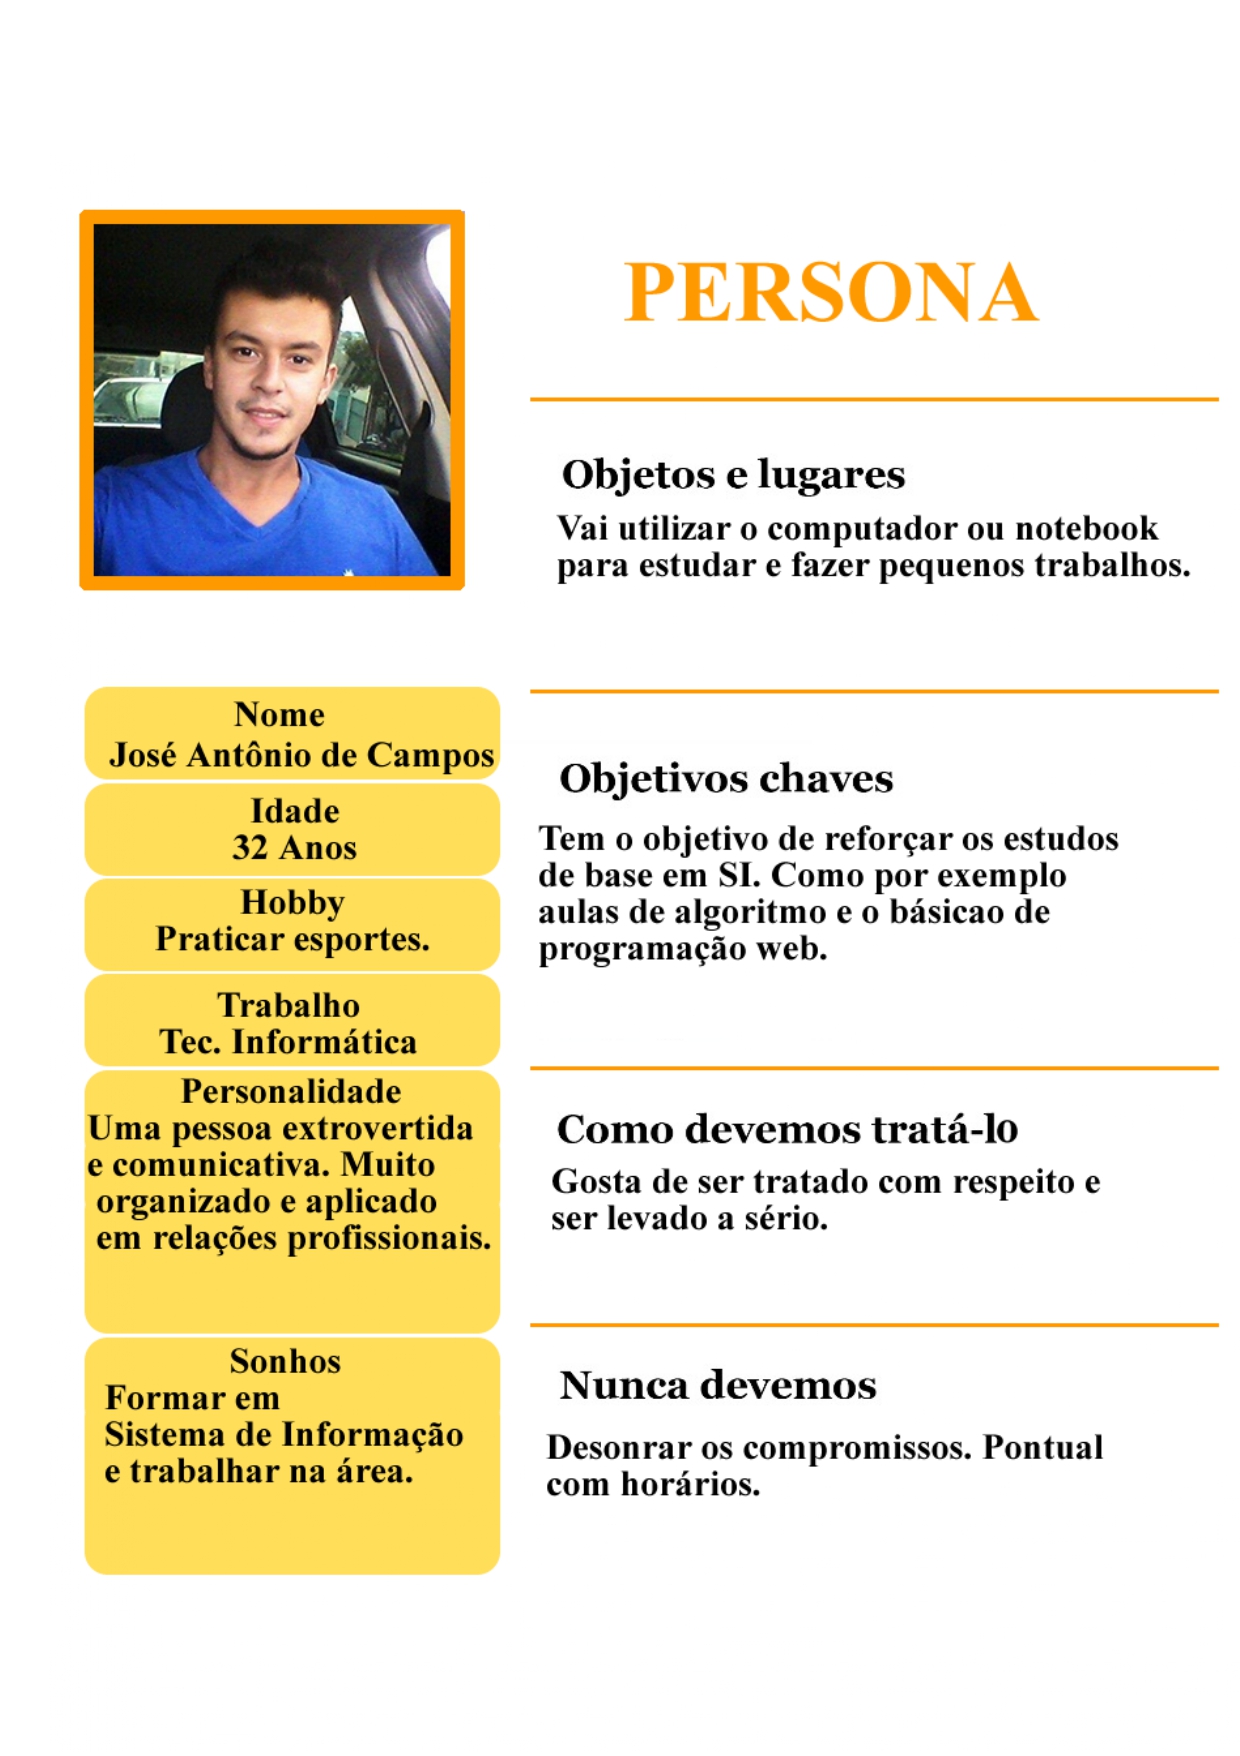 PERSONA
Objetos e lugares
Vai utilizar o computador ou notebook
para estudar e fazer pequenos trabalhos.
Nome
José Antônio de Campos
Idade
32 Anos
Hobby
Praticar esportes.
Trabalho
Tec. Informática
Personalidade
Uma pessoa extrovertida
e comunicativa. Muito
organizado e aplicado
em relações profissionais.
Sonhos
Formar em
Sistema de Informação
e trabalhar na área.
Objetivos chaves
Tem o objetivo de reforçar os estudos
de base em SI. Como por exemplo
aulas de algoritmo e o básicao de
programação web.
Como devemos tratá-lo
Gosta de ser tratado com respeito e
ser levado a sério.
Nunca devemos
Desonrar os compromissos. Pontual
com horários.